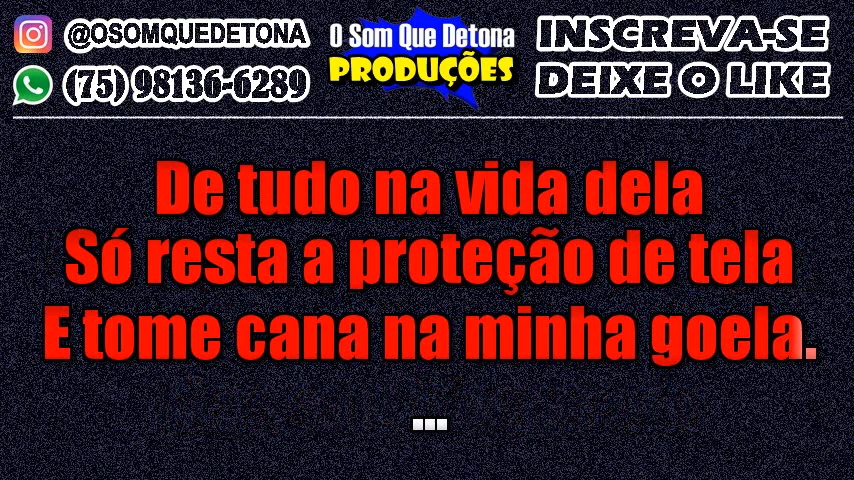 @OSOMQUEDETONA
(75) 98136-6289
O Som Que Detona
PRODUÇÕES
INSCREVA-SE
DEIXE O LIKE
De tudo na vida dela
Só resta a proteção de tela
E tome cana na minha goela.
...